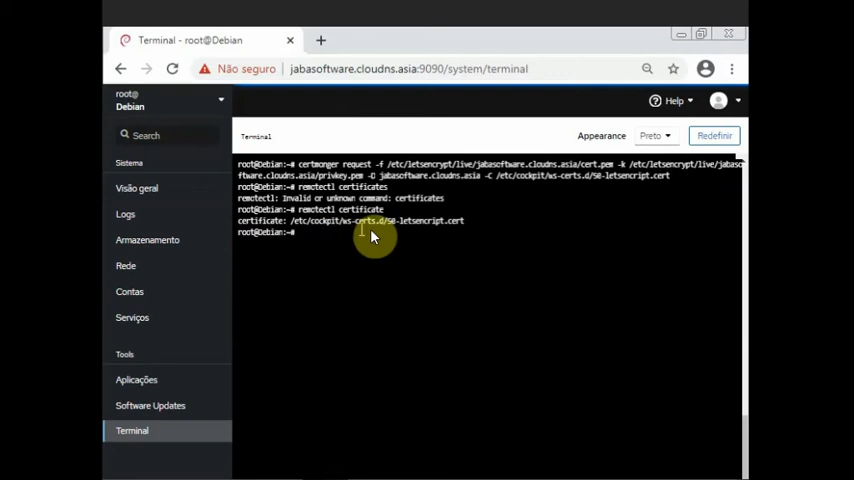 Terminal - root@Debian
Não seguro
jabasoftware.cloudns.asia:9090/system/terminal
root@
Debian
Help
Search
Terminal
Appearance
Preto
Redefinir
Sistema
Visão geral
Logs
Armazenamento
Rede
Contas
Serviços
Tools
Aplicações
Software Updates
Terminal
root@Debian:~# certmonger request -f /etc/letsencrypt/live/jabasoftware.cloudns.asia/cert.pem -k /etc/letsencrypt/live/jabaso
ftware.cloudns.asia/privkey.pem -D jabasoftware.cloudns.asia -C /etc/cockpit/ws-certs.d/50-letsencript.cert
root@Debian:~# remotectl certificates
remotectl: Invalid or unknown command: certificates
root@Debian:~# remotectl certificate
certificate: /etc/cockpit/ws-certs.d/50-letsencript.cert
root@Debian:~#